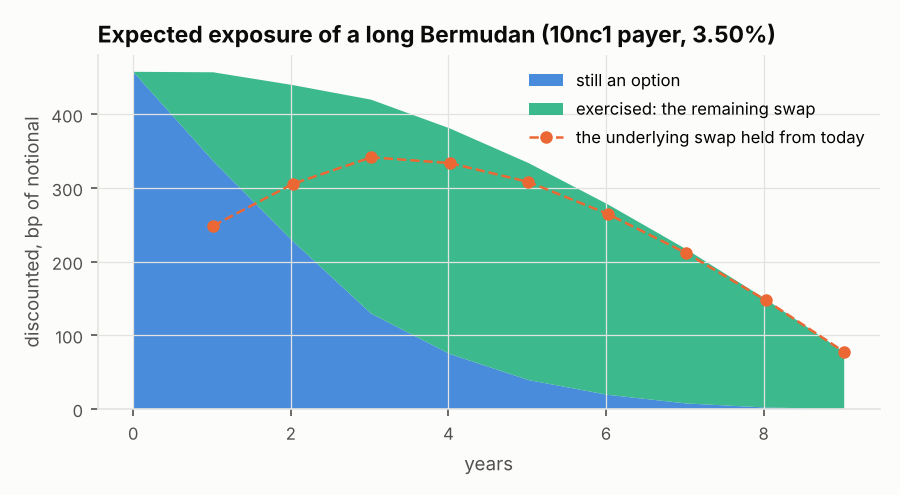 Expected exposure of a long Bermudan (10nc1 payer, 3.50%)
still an option
exercised: the remaining swap
the underlying swap held from today
discounted, bp of notional
400
300
200
100
0
0 2 4 6 8
years